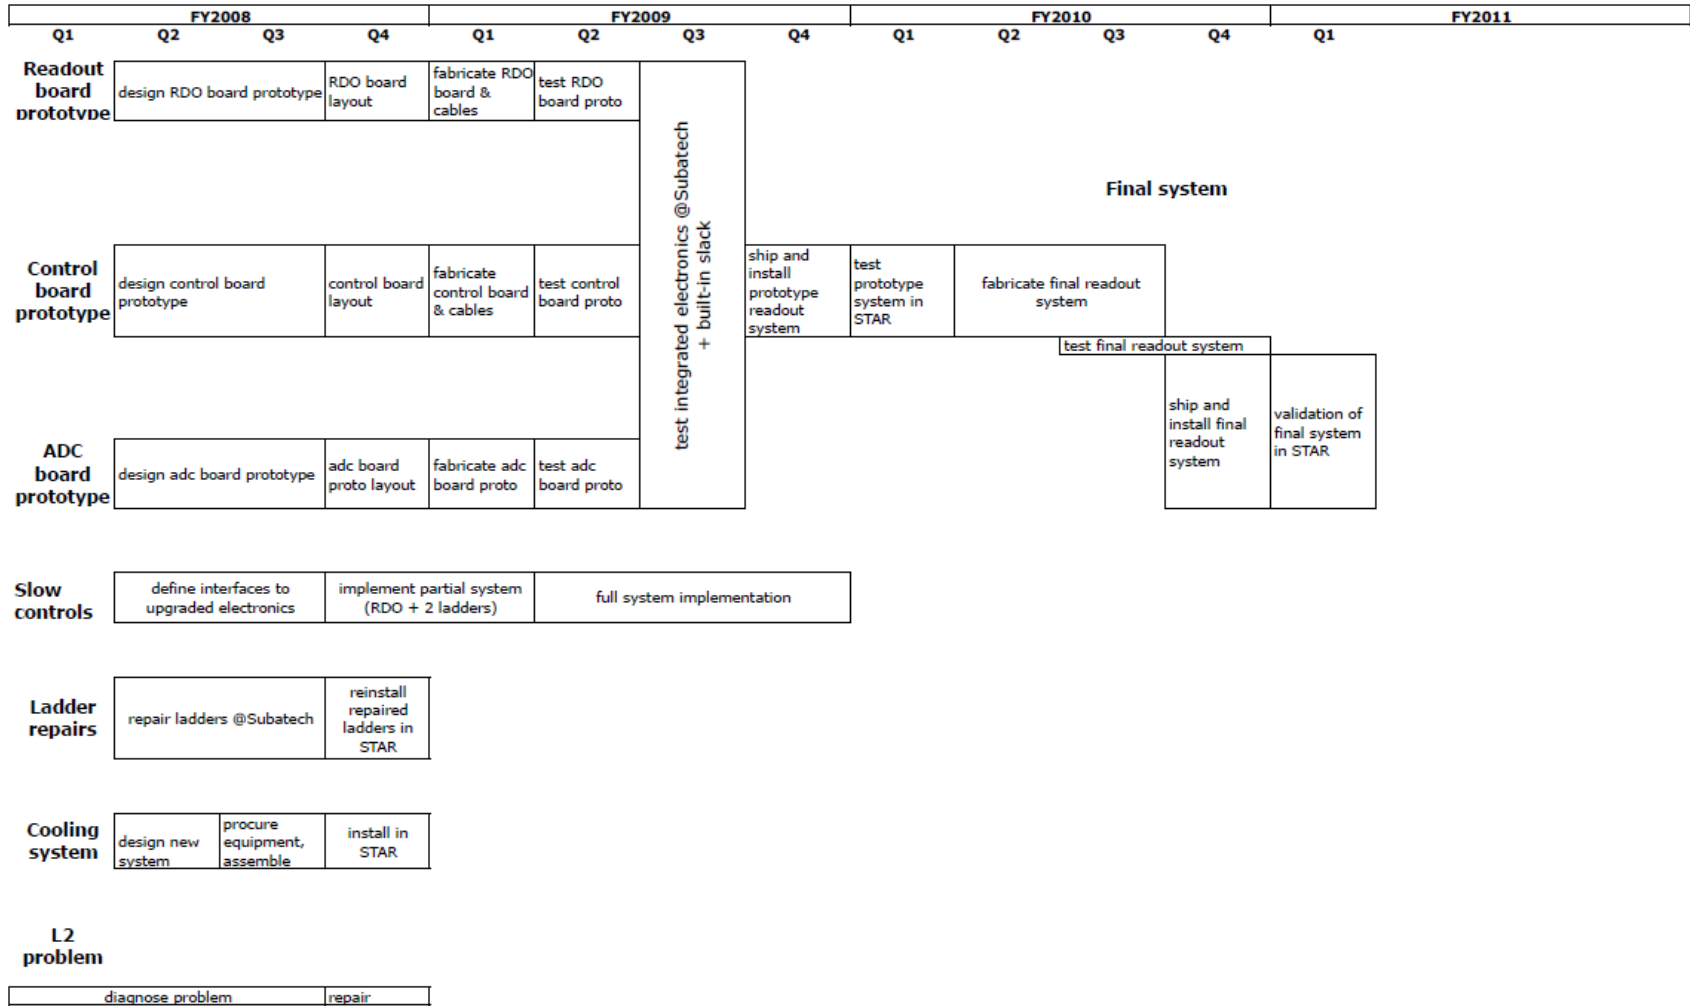 FY2008 FY2009 FY2010 FY2011
Q1 Q2 Q3 Q4 Q1 Q2 Q3 Q4 Q1 Q2 Q3 Q4 Q1
Readout
board
prototype
design RDO board prototype
RDO board
layout
fabricate RDO
board &
cables
test RDO
board proto
test integrated electronics @Subatech
+ built-in slack
Final system
Control
board
prototype
design control board
prototype
control board
layout
fabricate
control board
& cables
test control
board proto
ship and
install
prototype
readout
system
test
prototype
system in
STAR
fabricate final readout
system
test final readout system
ship and
install final
readout
system
validation of
final system
in STAR
ADC
board
prototype
design adc board prototype
adc board
proto layout
fabricate adc
board proto
test adc
board proto
Slow
controls
define interfaces to
upgraded electronics
implement partial system
(RDO + 2 ladders)
full system implementation
Ladder
repairs
repair ladders @Subatech
reinstall
repaired
ladders in
STAR
Cooling
system
design new
system
procure
equipment,
assemble
install in
STAR
L2
problem
diagnose problem
repair